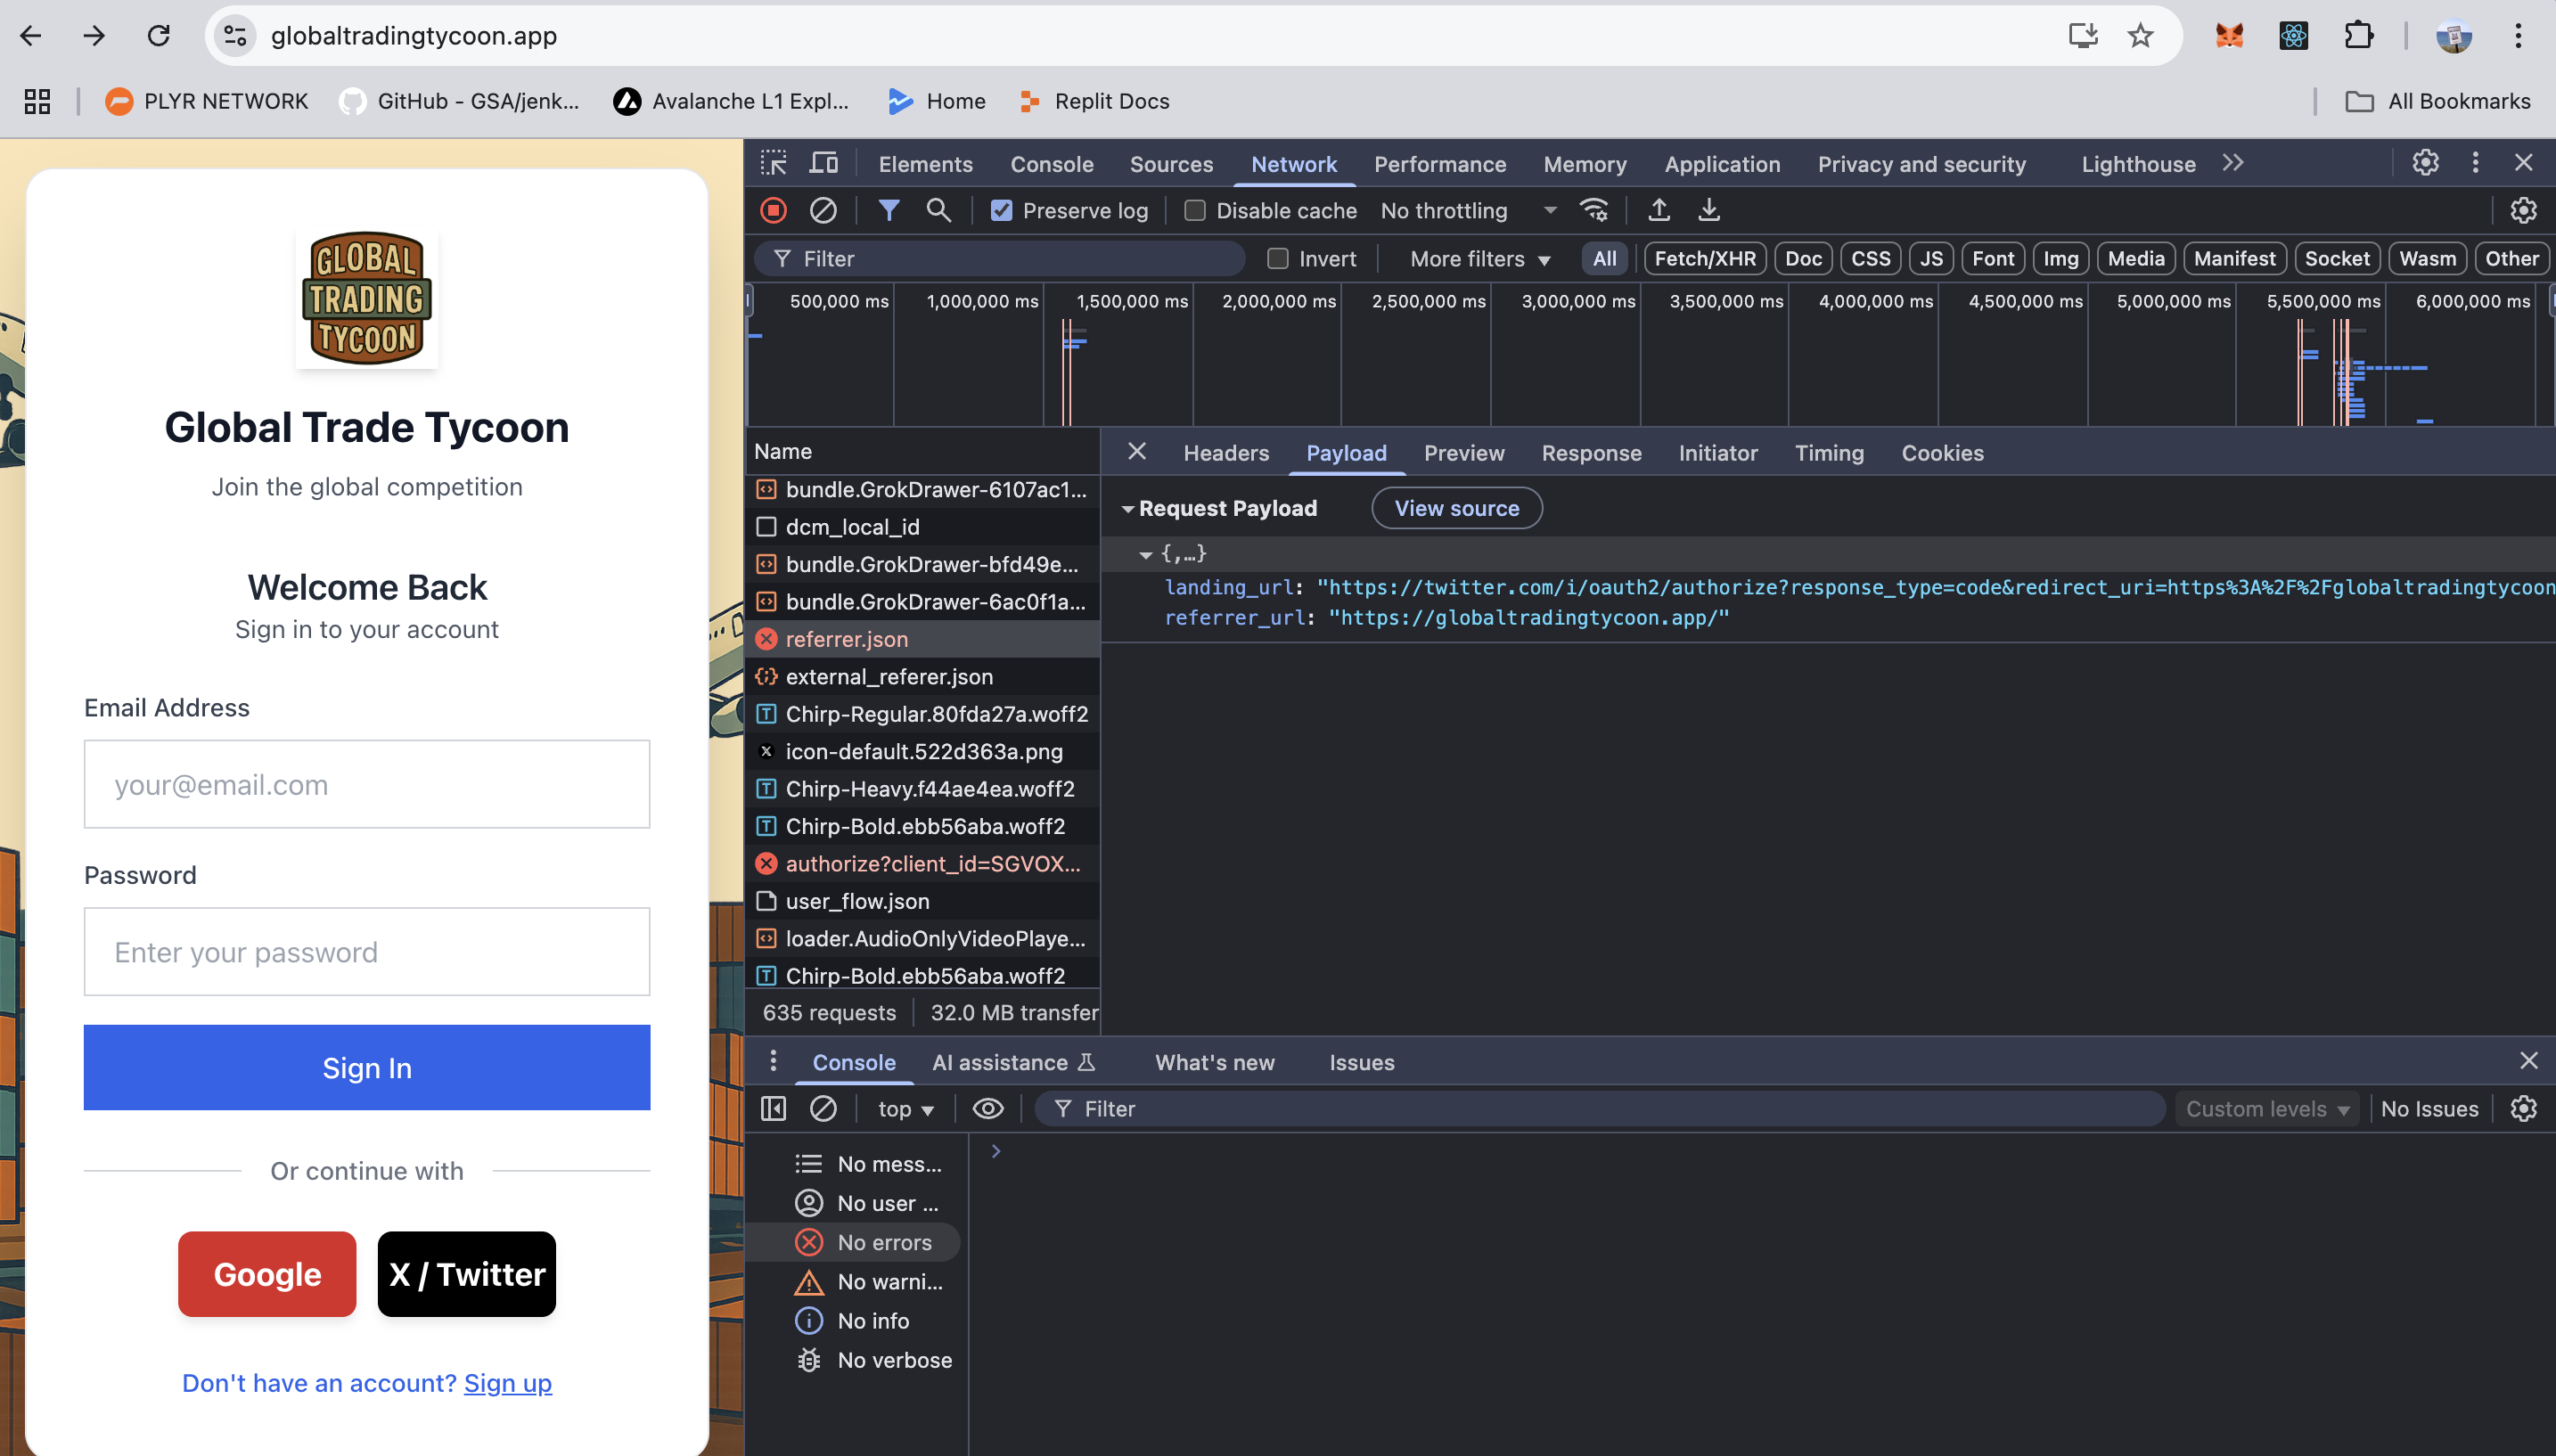 globaltradingtycoon.app
PLYR NETWORK
GitHub - GSA/jenk...
Avalanche L1 Expl...
Home
Replit Docs
All Bookmarks
GLOBAL
TRADING
TYCOON
Global Trade Tycoon
Join the global competition
Welcome Back
Sign in to your account
Email Address
your@email.com
Password
Enter your password
Sign In
Or continue with
Google
X / Twitter
Don't have an account? Sign up
Elements
Console
Sources
Network
Performance
Memory
Application
Privacy and security
Lighthouse
Preserve log
Disable cache
No throttling
Filter
Invert
More filters
All
Fetch/XHR
Doc
CSS
JS
Font
Img
Media
Manifest
Socket
Wasm
Other
500,000 ms
1,000,000 ms
1,500,000 ms
2,000,000 ms
2,500,000 ms
3,000,000 ms
3,500,000 ms
4,000,000 ms
4,500,000 ms
5,000,000 ms
5,500,000 ms
6,000,000 ms
Name
bundle.GrokDrawer-6107ac1...
dcm_local_id
bundle.GrokDrawer-bfd49e...
bundle.GrokDrawer-6ac0f1a...
referrer.json
external_referer.json
Chirp-Regular.80fda27a.woff2
icon-default.522d363a.png
Chirp-Heavy.f44ae4ea.woff2
Chirp-Bold.ebb56aba.woff2
authorize?client_id=SGVOX...
user_flow.json
loader.AudioOnlyVideoPlaye...
Chirp-Bold.ebb56aba.woff2
635 requests
32.0 MB transfer
Headers
Payload
Preview
Response
Initiator
Timing
Cookies
Request Payload
View source
{,…}
landing_url: "https://twitter.com/i/oauth2/authorize?response_type=code&redirect_uri=https%3A%2F%2Fglobaltradingtycoon
referrer_url: "https://globaltradingtycoon.app/"
Console
AI assistance
What's new
Issues
top
Filter
Custom levels
No Issues
No mess...
No user ...
No errors
No warni...
No info
No verbose